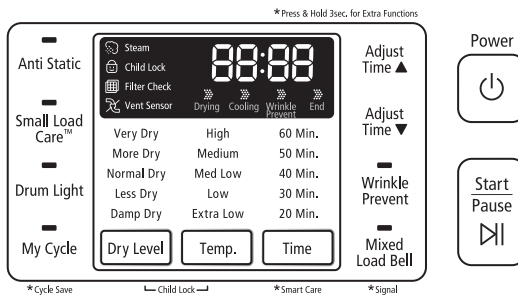 *Press & Hold 3sec. for Extra Functions
Anti Static
Small Load
Care™
Drum Light
My Cycle
Steam
Child Lock
Filter Check
Vent Sensor
88:88
Drying Cooling Wrinkle
Prevent End
Very Dry High 60 Min.
More Dry Medium 50 Min.
Normal Dry Med Low 40 Min.
Less Dry Low 30 Min.
Damp Dry Extra Low 20 Min.
Dry Level Temp. Time
Adjust
Time ▲
Adjust
Time ▼
Wrinkle
Prevent
Mixed
Load Bell
Power
Start
Pause
*Cycle Save
Child Lock
*Smart Care
*Signal